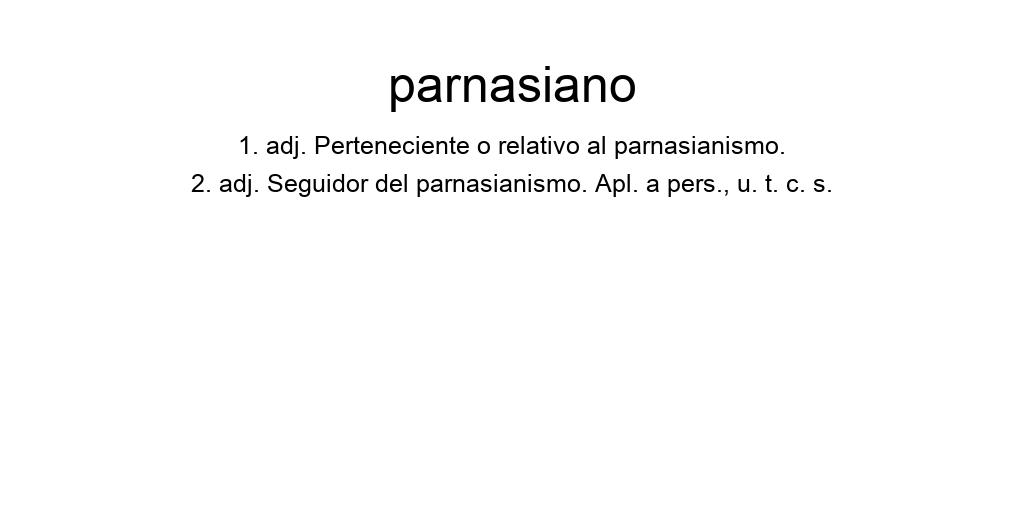 parnasiano
1. adj. Perteneciente o relativo al parnasianismo.
2. adj. Seguidor del parnasianismo. Apl. a pers., u. t. c. s.